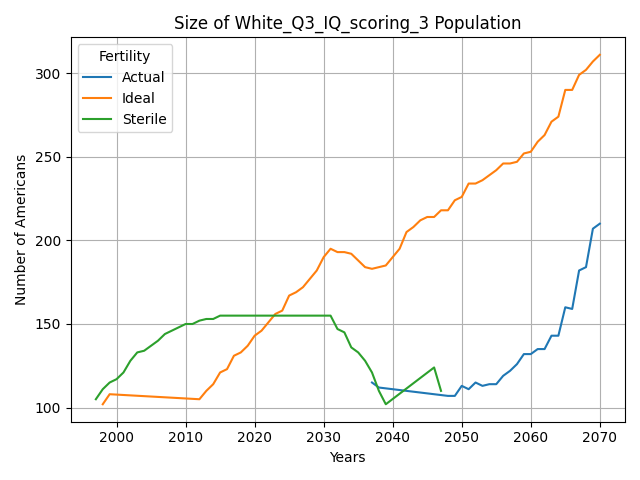 Size of White_Q3_IQ_scoring_3 Population
Fertility
Actual
Ideal
Sterile
Number of Americans
300
250
200
150
100
2000
2010
2020
2030
2040
2050
2060
2070
Years